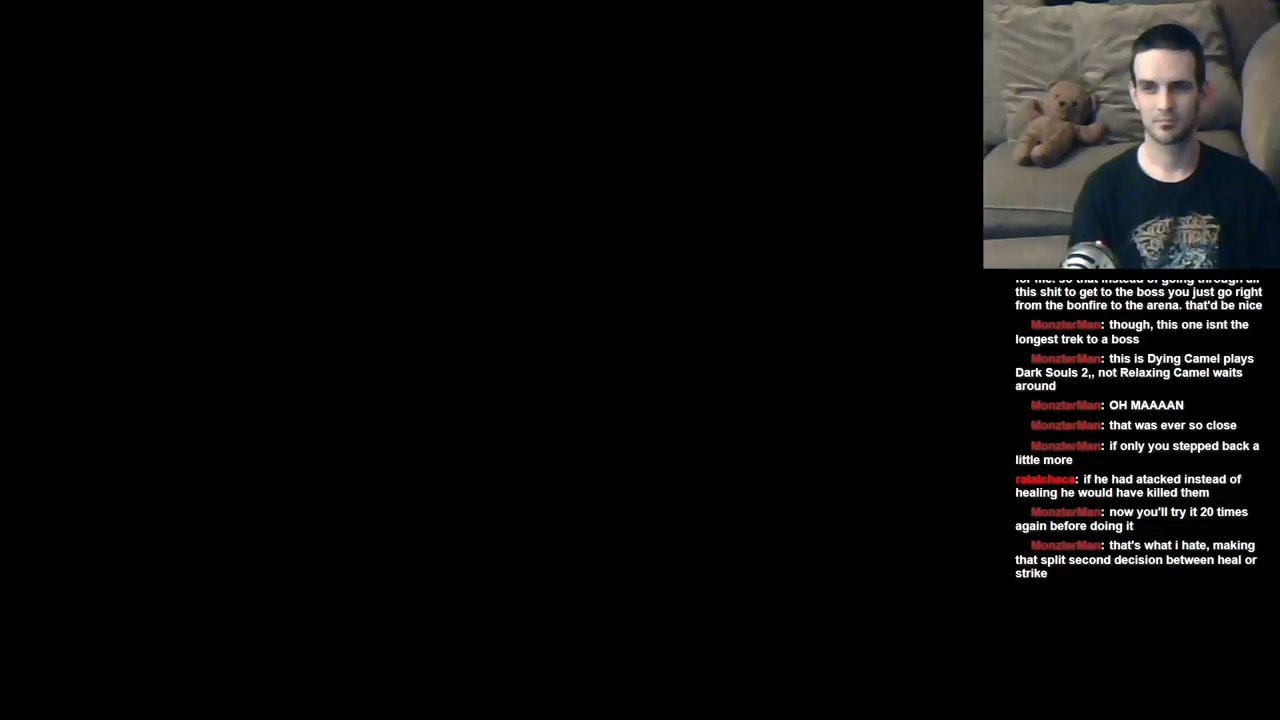 this shit to get to the boss you just go right
from the bonfire to the arena. that'd be nice
MonzterMan: though, this one isnt the
longest trek to a boss
MonzterMan: this is Dying Camel plays
Dark Souls 2,, not Relaxing Camel waits
around
MonzterMan: OH MAAAAN
MonzterMan: that was ever so close
MonzterMan: if only you stepped back a
little more
: if he had atacked instead of
healing he would have killed them
MonzterMan: now you'll try it 20 times
again before doing it
MonzterMan: that's what i hate, making
that split second decision between heal or
strike